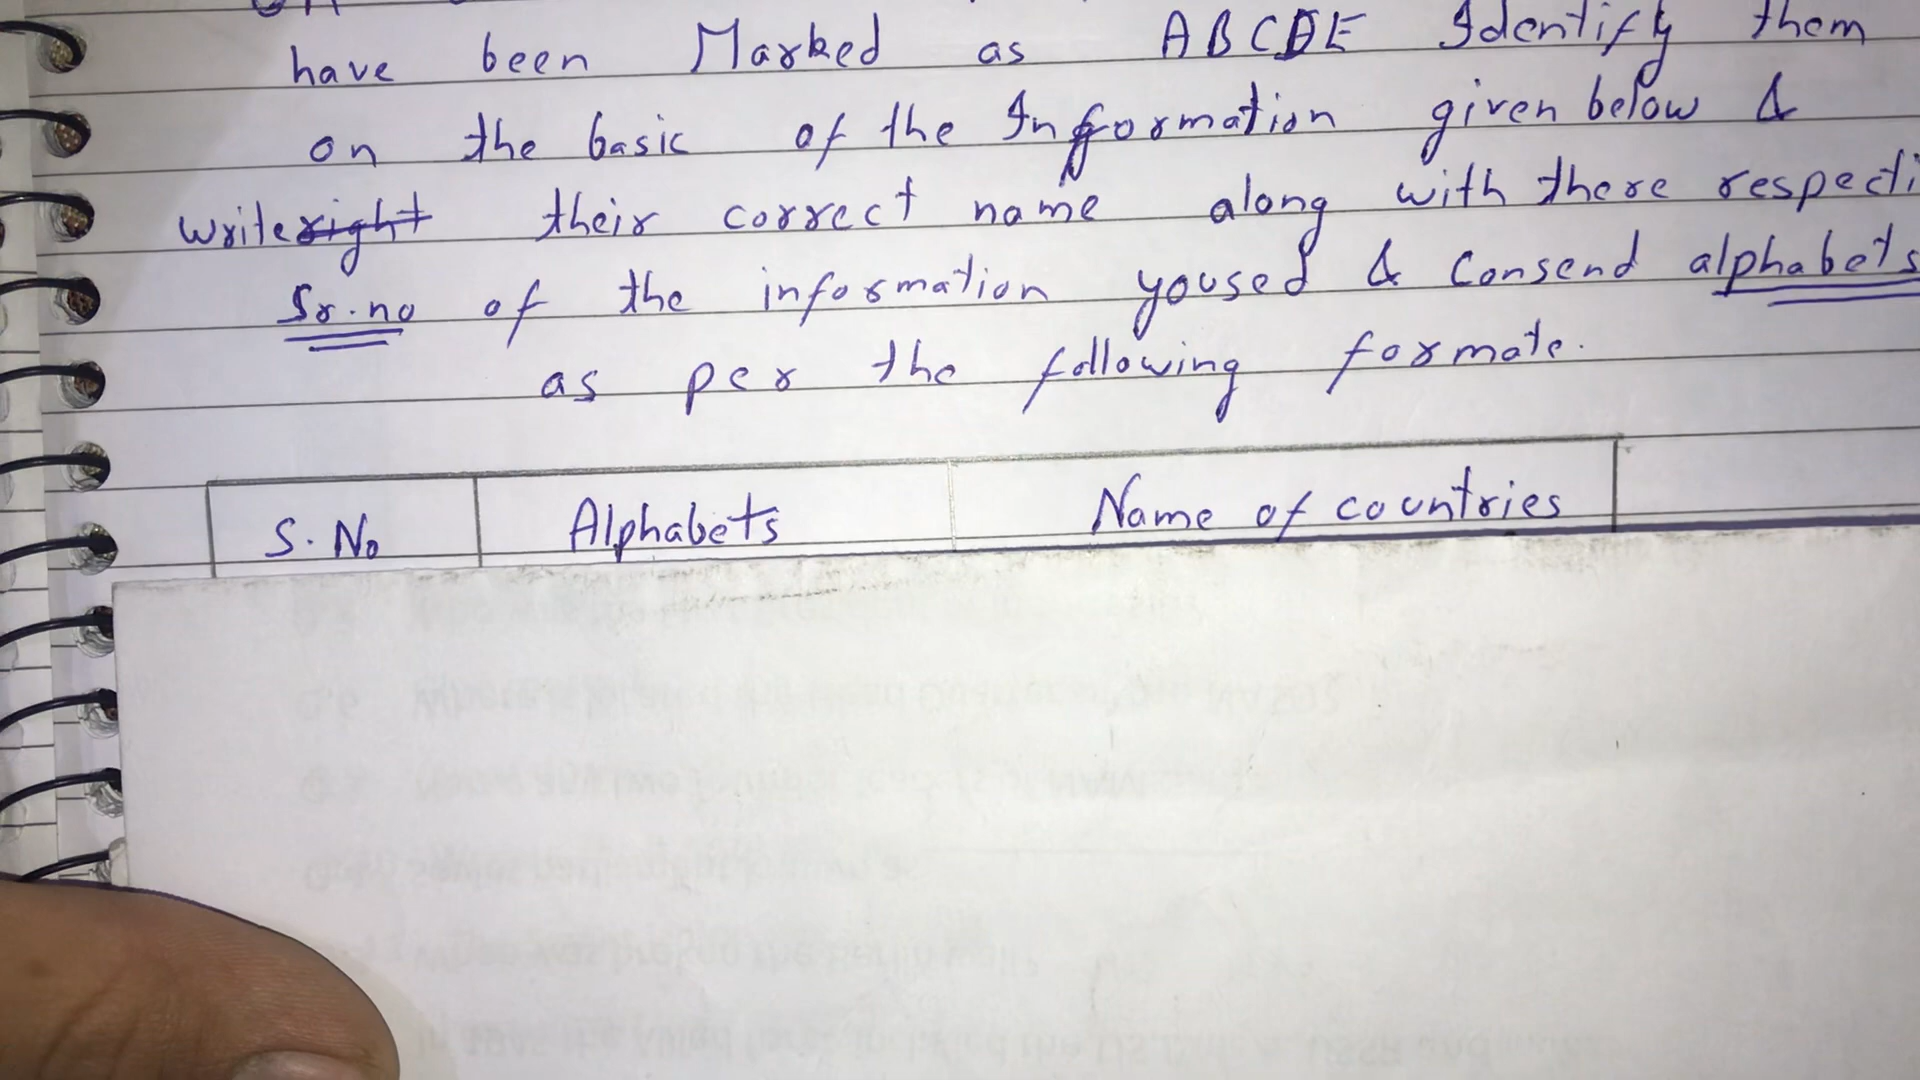 have been Marked as ABCDE Identify them
on the basic of the Information given below &
write right their correct name along with there respecti
Sr.no of the information yoused & Consend alphabets
as per the following formate.
S. No Alphabets Name of countries